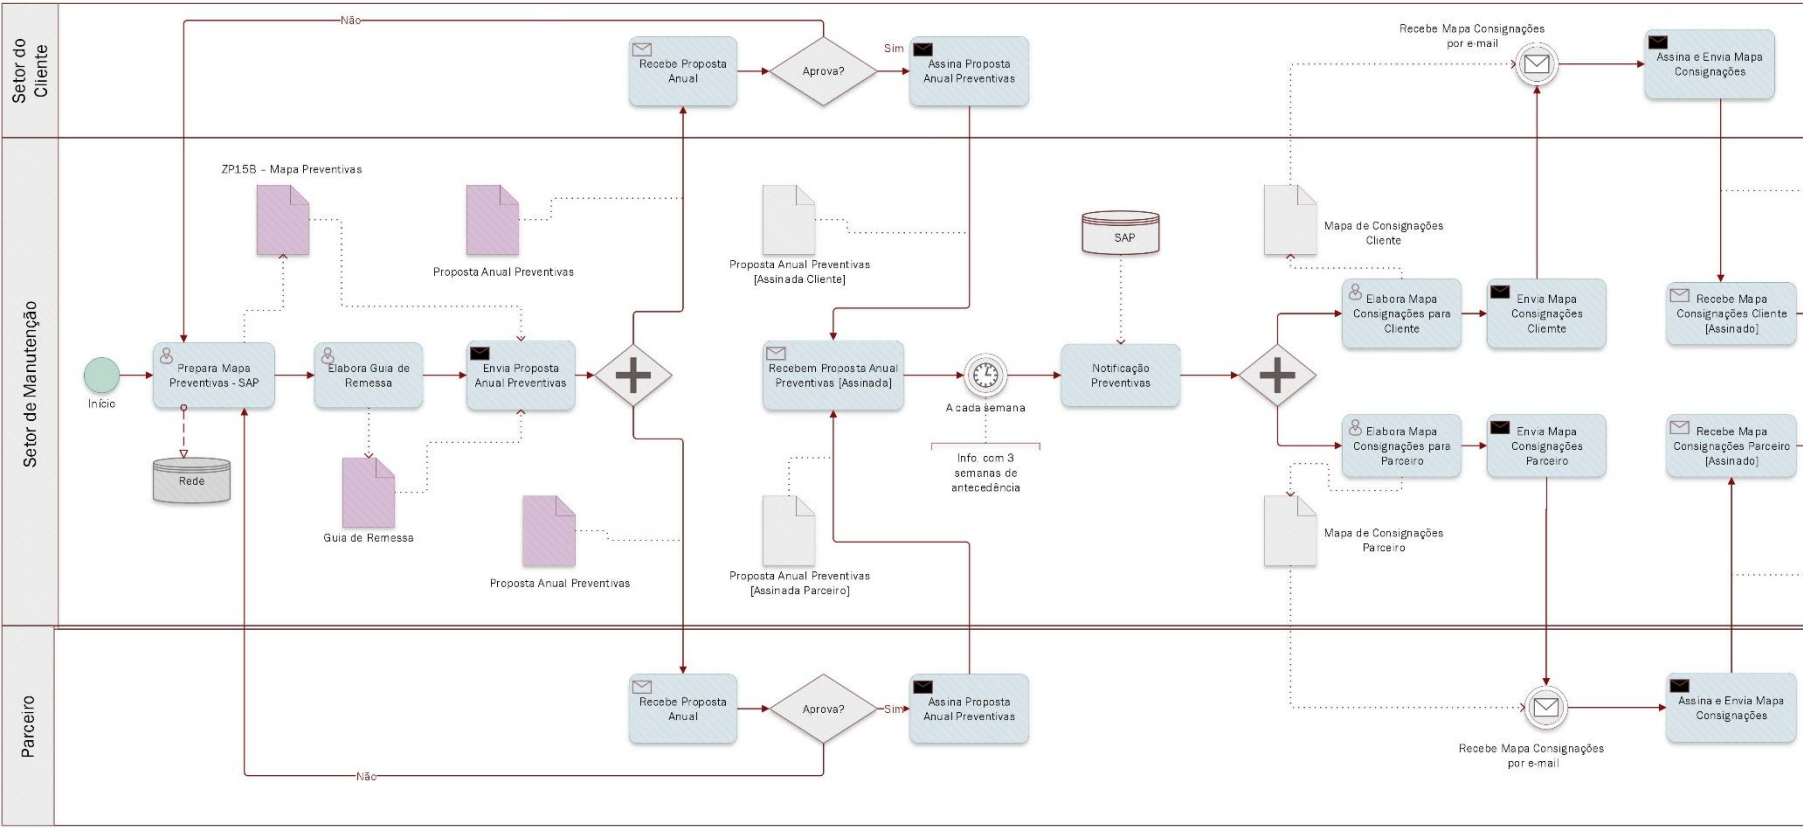 Setor do
Cliente
Não
Recebe Proposta
Anual
Aprova?
Sim
Assina Proposta
Anual Preventivas
Recebe Mapa Consignações
por e-mail
Assina e Envia Mapa
Consignações
Setor de Manutenção
ZP15B – Mapa Preventivas
Proposta Anual Preventivas
Proposta Anual Preventivas
[Assinada Cliente]
SAP
Mapa de Consignações
Cliente
Início
Prepara Mapa
Preventivas - SAP
Elabora Guia de
Remessa
Envia Proposta
Anual Preventivas
Recebem Proposta Anual
Preventivas [Assinada]
A cada semana
Info. com 3
semanas de
antecedência
Notificação
Preventivas
Elabora Mapa
Consignações para
Cliente
Envia Mapa
Consignações
Cliemte
Recebe Mapa
Consignações Cliente
[Assinado]
Elabora Mapa
Consignações para
Parceiro
Envia Mapa
Consignações
Parceiro
Recebe Mapa
Consignações Parceiro
[Assinado]
Rede
Guia de Remessa
Proposta Anual Preventivas
Proposta Anual Preventivas
[Assinada Parceiro]
Mapa de Consignações
Parceiro
Parceiro
Recebe Proposta
Anual
Aprova?
Sim
Assina Proposta
Anual Preventivas
Não
Recebe Mapa Consignações
por e-mail
Assina e Envia Mapa
Consignações